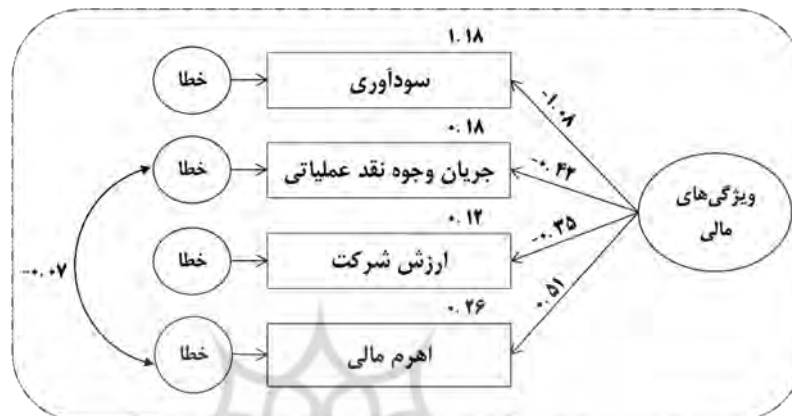 ۱.۱۸
خطا
سودآوری
-۱.۰۸
۰.۱۸
خطا
جریان وجوه نقد عملیاتی
-۰.۴۲
ویژگی‌های
مالی
۰.۱۲
خطا
ارزش شرکت
-۰.۳۵
-۰.۰۷
۰.۲۶
خطا
اهرم مالی
۰.۵۱